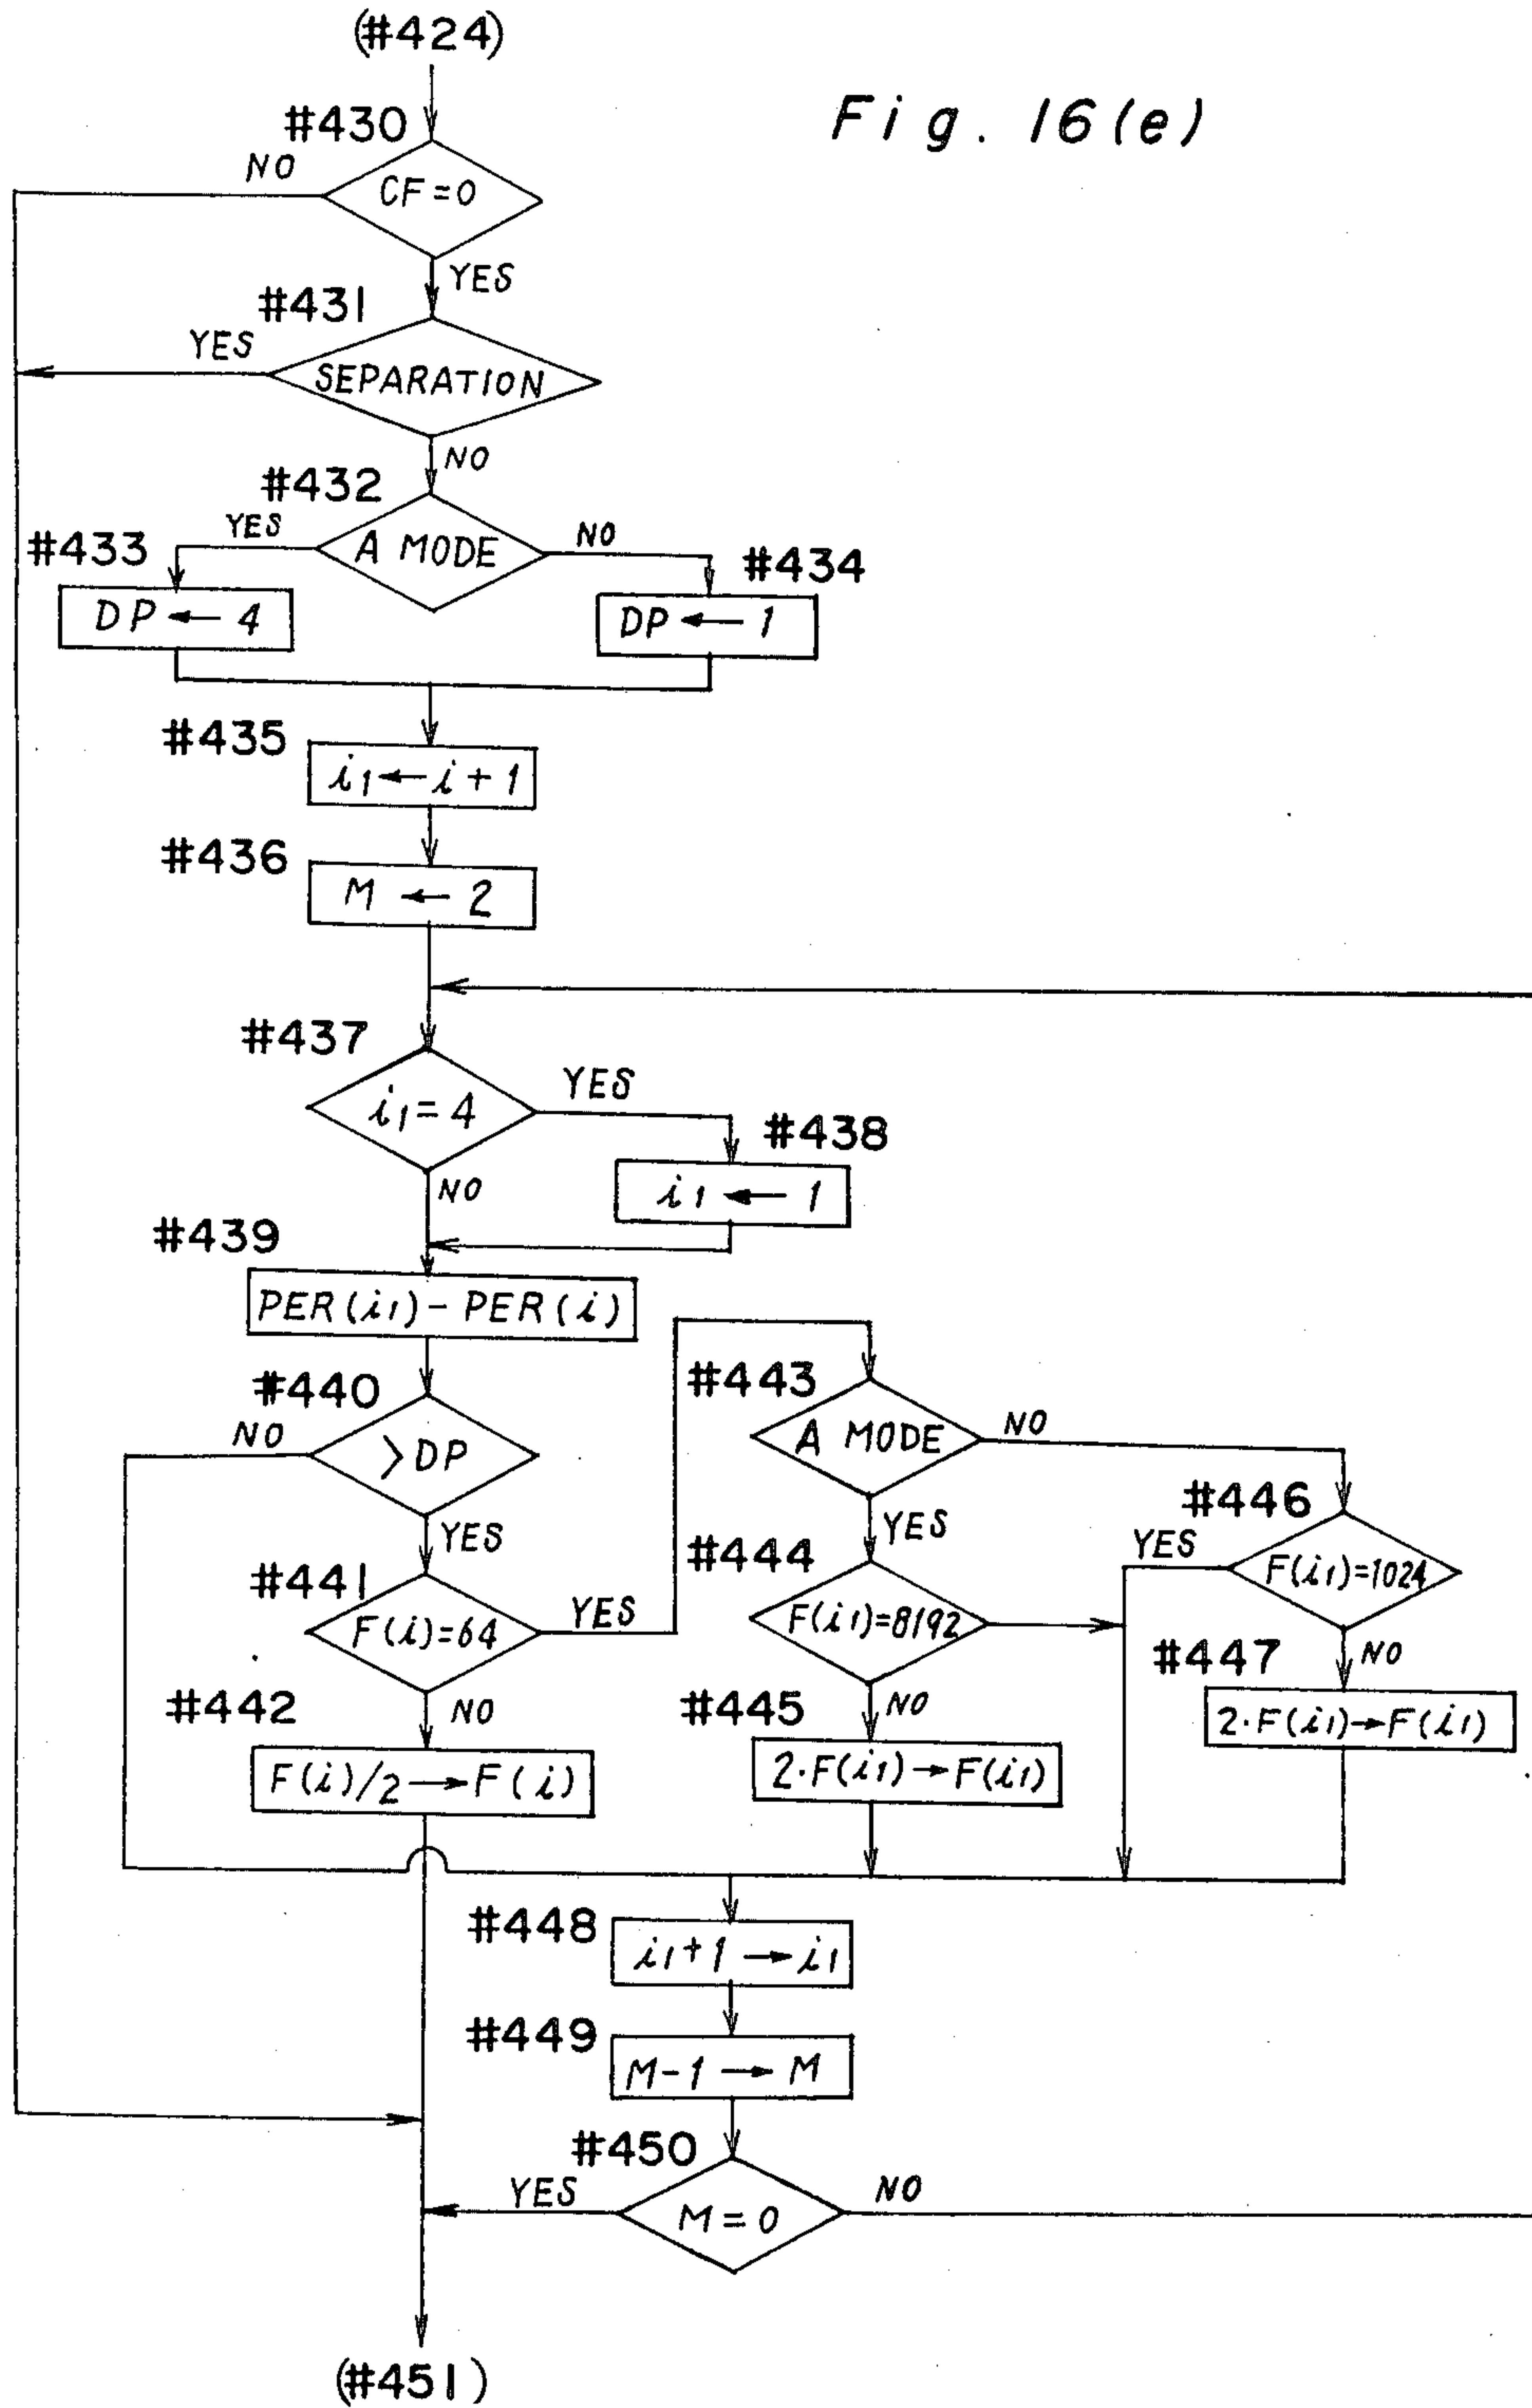 (#424)
Fig. 16(e)
#430
NO
CF=0
YES
#431
YES
SEPARATION
NO
#432
YES
A MODE
NO
#433
DP ← 4
#434
DP ← 1
#435
i1 ← i + 1
#436
M ← 2
#437
i1 = 4
YES
#438
NO
i1 ← 1
#439
PER(i1) - PER(i)
#440
NO
>DP
YES
#443
A MODE
NO
YES
#441
F(i)=64
YES
#444
F(i1)=8192
#446
YES
F(i1)=1024
NO
#447
2·F(i1)→F(i1)
#442
NO
F(i)/2→F(i)
#445
NO
2·F(i1)→F(i1)
#448
i1+1→i1
#449
M-1→M
#450
YES
M=0
NO
(#451)